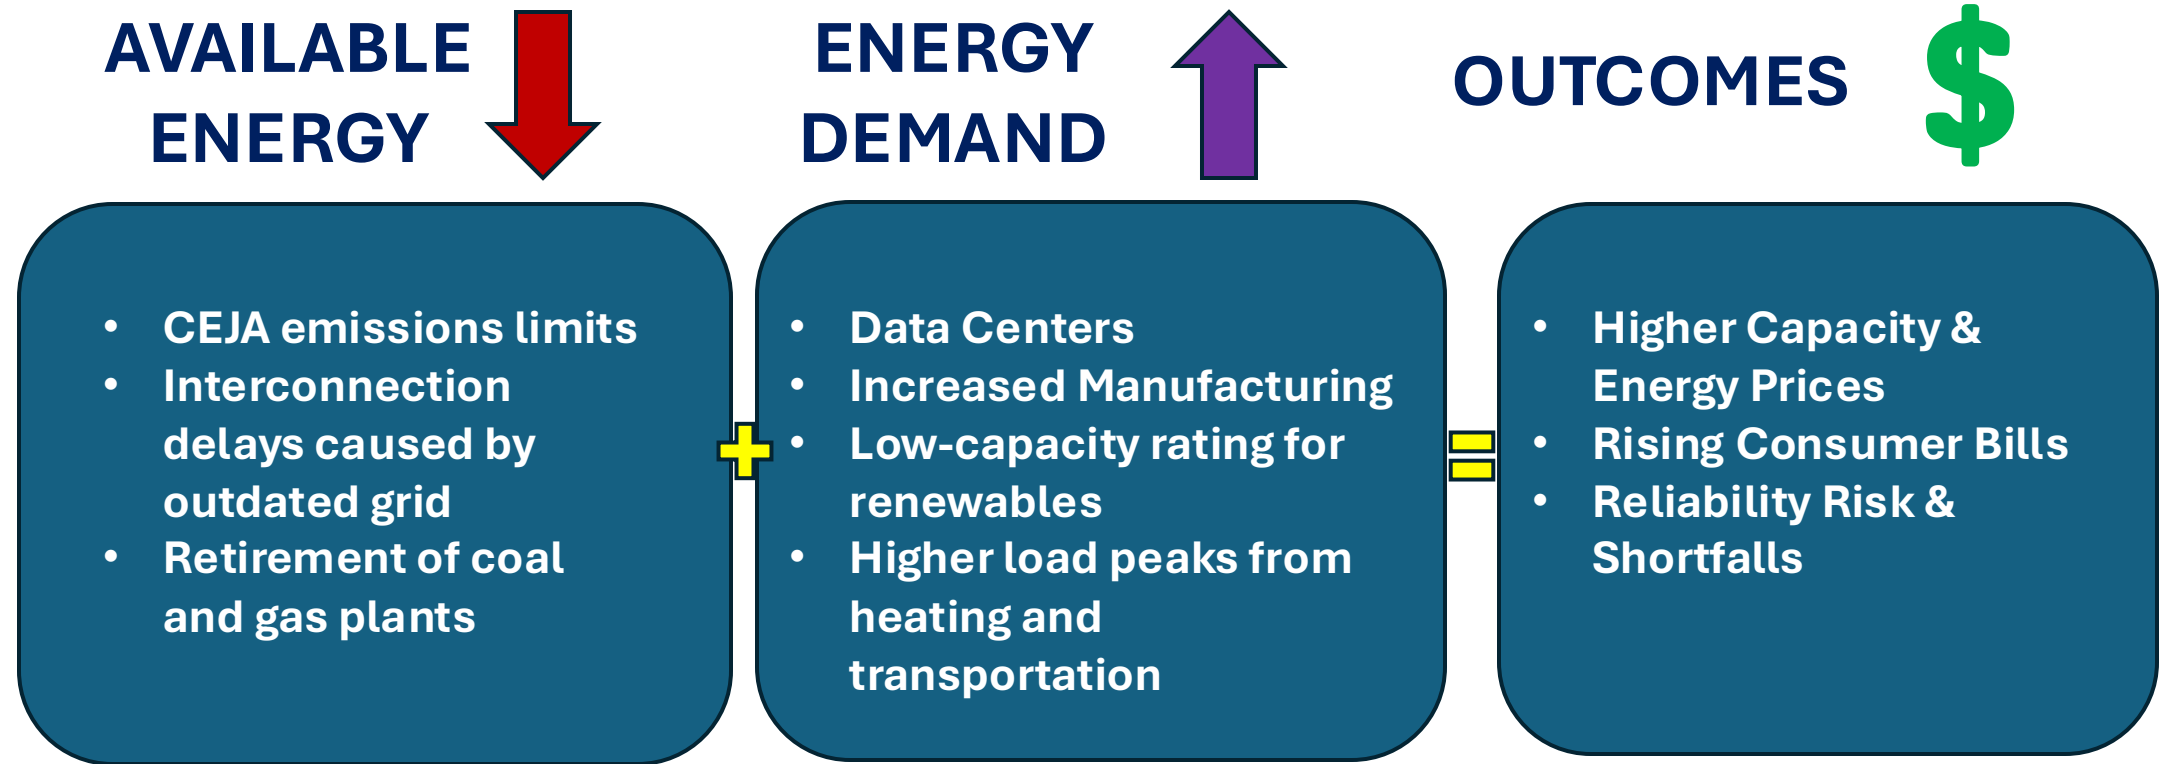 AVAILABLE
ENERGY
ENERGY
DEMAND
OUTCOMES $
• CEJA emissions limits
• Interconnection
delays caused by
outdated grid
• Retirement of coal
and gas plants
+
• Data Centers
• Increased Manufacturing
• Low-capacity rating for
renewables
• Higher load peaks from
heating and
transportation
=
• Higher Capacity &
Energy Prices
• Rising Consumer Bills
• Reliability Risk &
Shortfalls